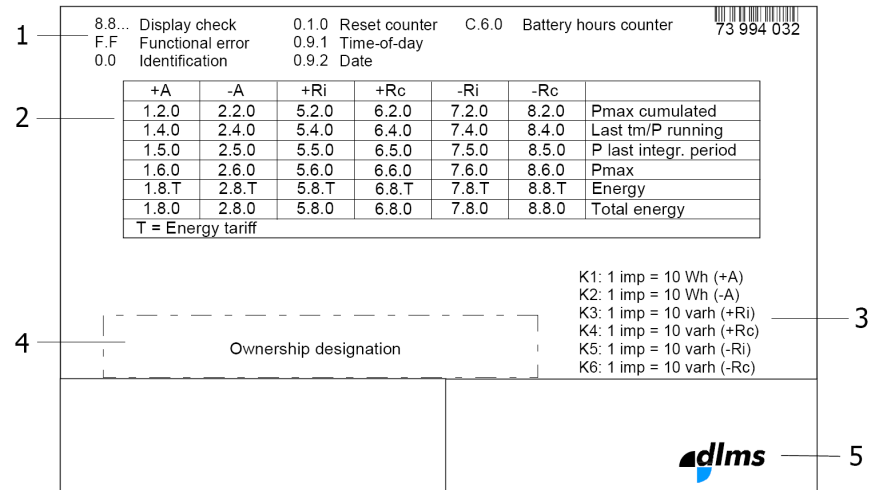 8.8... Display check 0.1.0 Reset counter C.6.0 Battery hours counter 73 994 032
1 F.F Functional error 0.9.1 Time-of-day
0.0 Identification 0.9.2 Date
+A -A +Ri +Rc -Ri -Rc
2 1.2.0 2.2.0 5.2.0 6.2.0 7.2.0 8.2.0 Pmax cumulated
1.4.0 2.4.0 5.4.0 6.4.0 7.4.0 8.4.0 Last tm/P running
1.5.0 2.5.0 5.5.0 6.5.0 7.5.0 8.5.0 P last integr. period
1.6.0 2.6.0 5.6.0 6.6.0 7.6.0 8.6.0 Pmax
1.8.T 2.8.T 5.8.T 6.8.T 7.8.T 8.8.T Energy
1.8.0 2.8.0 5.8.0 6.8.0 7.8.0 8.8.0 Total energy
T = Energy tariff
K1: 1 imp = 10 Wh (+A)
K2: 1 imp = 10 Wh (-A)
K3: 1 imp = 10 varh (+Ri) 3
K4: 1 imp = 10 varh (+Rc)
K5: 1 imp = 10 varh (-Ri)
K6: 1 imp = 10 varh (-Rc)
4 Ownership designation
dlms 5